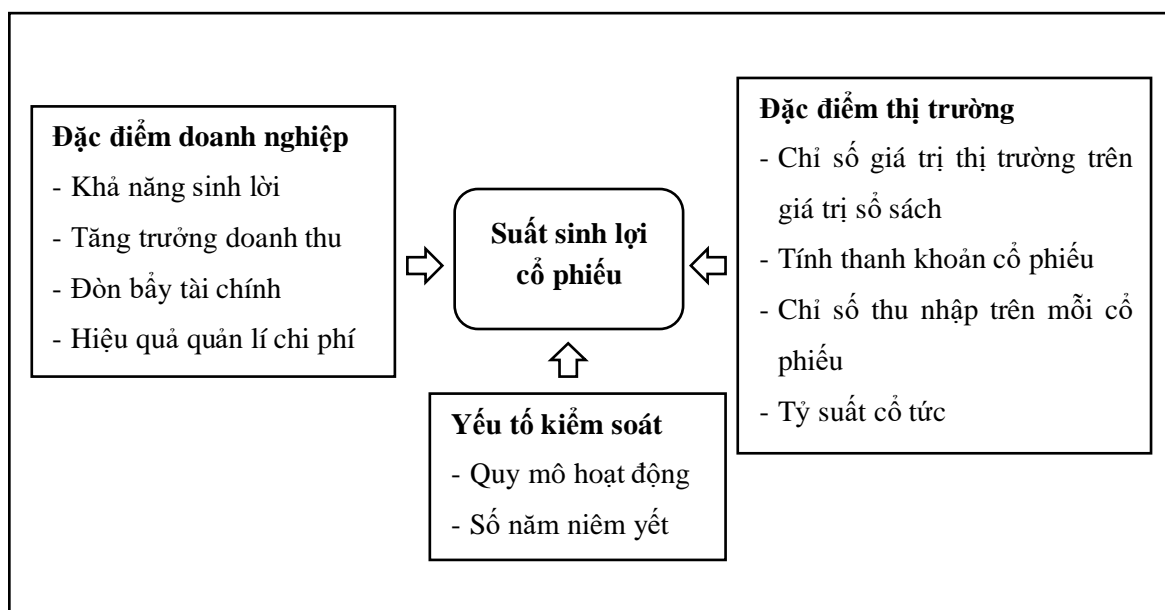 Đặc điểm doanh nghiệp
- Khả năng sinh lời
- Tăng trưởng doanh thu
- Đòn bẩy tài chính
- Hiệu quả quản lí chi phí
Suất sinh lợi
cổ phiếu
Đặc điểm thị trường
- Chỉ số giá trị thị trường trên
giá trị sổ sách
- Tính thanh khoản cổ phiếu
- Chỉ số thu nhập trên mỗi cổ
phiếu
- Tỷ suất cổ tức
Yếu tố kiểm soát
- Quy mô hoạt động
- Số năm niêm yết